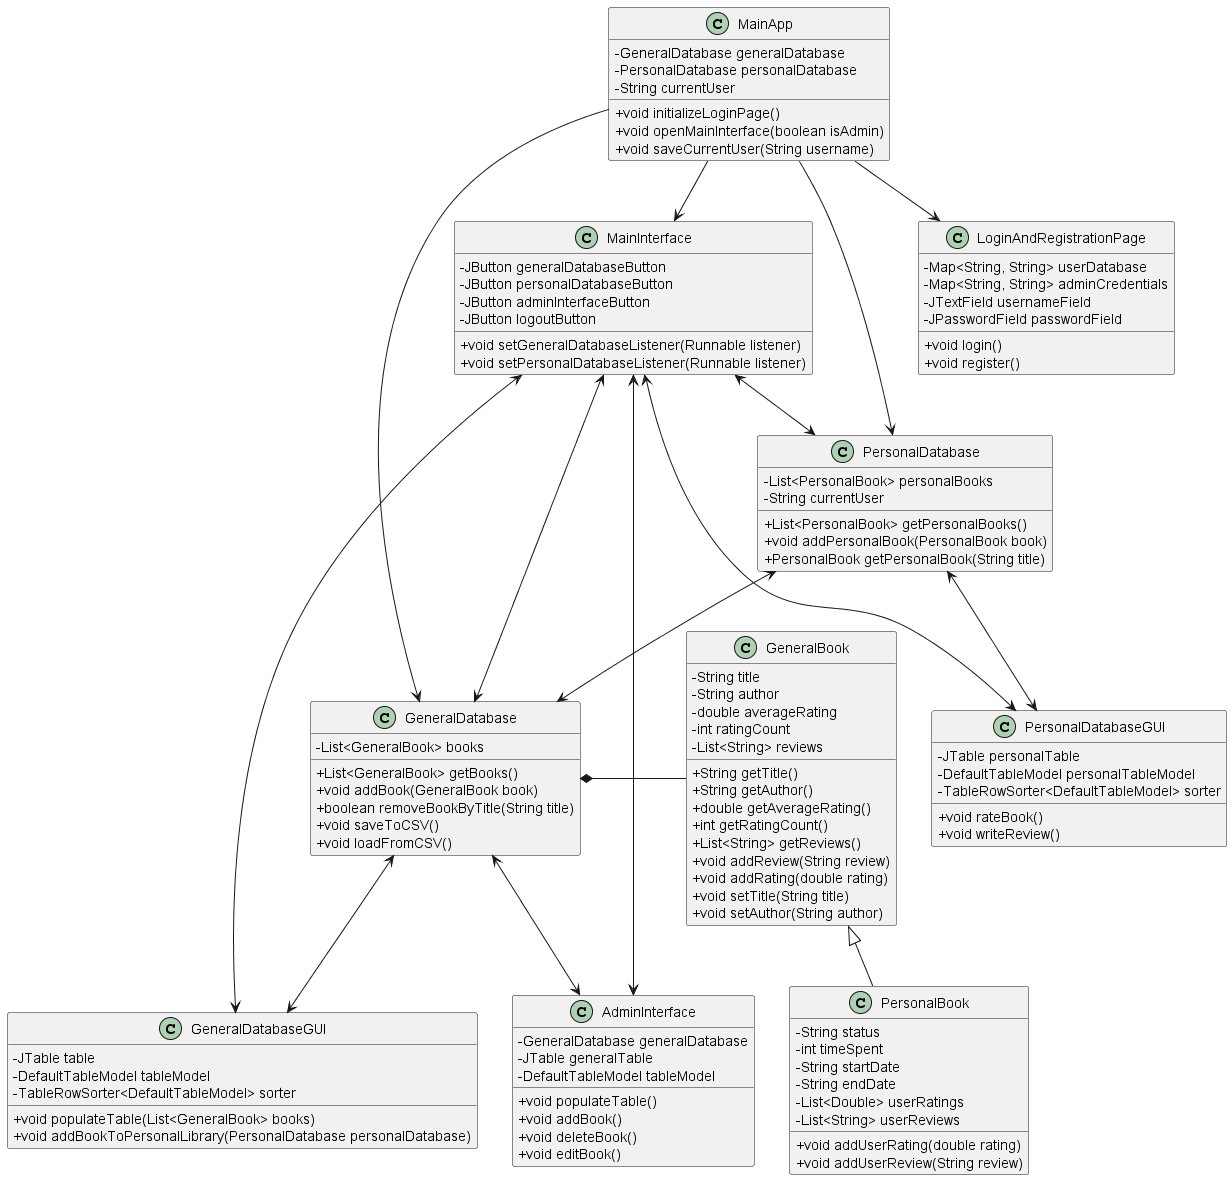 C MainApp
-GeneralDatabase generalDatabase
-PersonalDatabase personalDatabase
-String currentUser
+void initializeLoginPage()
+void openMainInterface(boolean isAdmin)
+void saveCurrentUser(String username)
C MainInterface
-JButton generalDatabaseButton
-JButton personalDatabaseButton
-JButton adminInterfaceButton
-JButton logoutButton
+void setGeneralDatabaseListener(Runnable listener)
+void setPersonalDatabaseListener(Runnable listener)
C LoginAndRegistrationPage
-Map<String, String> userDatabase
-Map<String, String> adminCredentials
-JTextField usernameField
-JPasswordField passwordField
+void login()
+void register()
C PersonalDatabase
-List<PersonalBook> personalBooks
-String currentUser
+List<PersonalBook> getPersonalBooks()
+void addPersonalBook(PersonalBook book)
+PersonalBook getPersonalBook(String title)
C GeneralDatabase
-List<GeneralBook> books
+List<GeneralBook> getBooks()
+void addBook(GeneralBook book)
+boolean removeBookByTitle(String title)
+void saveToCSV()
+void loadFromCSV()
C GeneralBook
-String title
-String author
-double averageRating
-int ratingCount
-List<String> reviews
+String getTitle()
+String getAuthor()
+double getAverageRating()
+int getRatingCount()
+List<String> getReviews()
+void addReview(String review)
+void addRating(double rating)
+void setTitle(String title)
+void setAuthor(String author)
C PersonalDatabaseGUI
-JTable personalTable
-DefaultTableModel personalTableModel
-TableRowSorter<DefaultTableModel> sorter
+void rateBook()
+void writeReview()
C GeneralDatabaseGUI
-JTable table
-DefaultTableModel tableModel
-TableRowSorter<DefaultTableModel> sorter
+void populateTable(List<GeneralBook> books)
+void addBookToPersonalLibrary(PersonalDatabase personalDatabase)
C AdminInterface
-GeneralDatabase generalDatabase
-JTable generalTable
-DefaultTableModel tableModel
+void populateTable()
+void addBook()
+void deleteBook()
+void editBook()
C PersonalBook
-String status
-int timeSpent
-String startDate
-String endDate
-List<Double> userRatings
-List<String> userReviews
+void addUserRating(double rating)
+void addUserReview(String review)